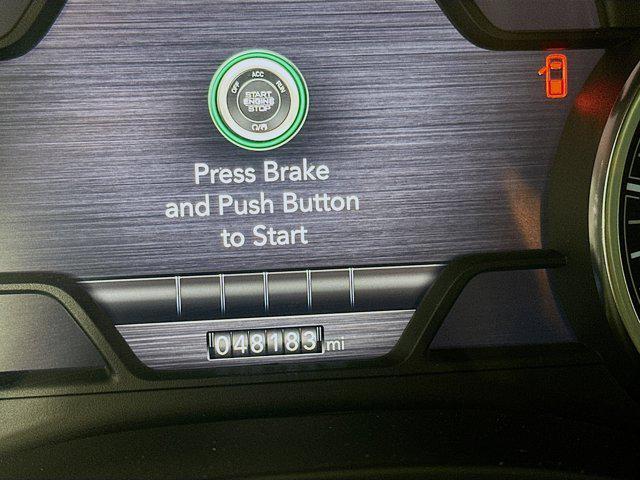 ACC
OFF
RUN
START
ENGINE
STOP
Press Brake
and Push Button
to Start
048183 mi